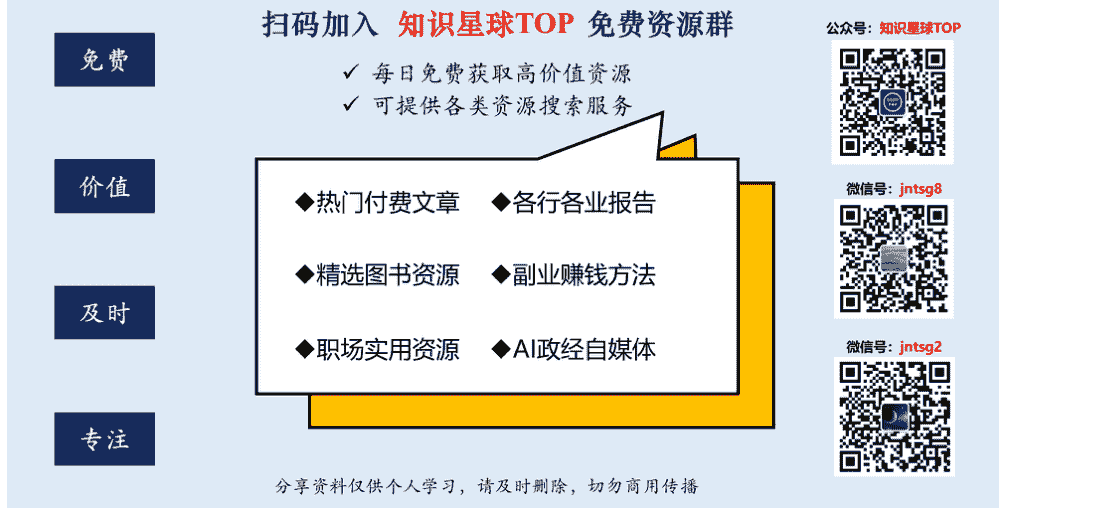 扫码加入 知识星球TOP 免费资源群
✓ 每日免费获取高价值资源
✓ 可提供各类资源搜索服务
免费
价值
及时
专注
◆热门付费文章 ◆各行各业报告
◆精选图书资源 ◆副业赚钱方法
◆职场实用资源 ◆AI政经自媒体
公众号：知识星球TOP
微信号：jntsg8
微信号：jntsg2
分享资料仅供个人学习，请及时删除，切勿商用传播